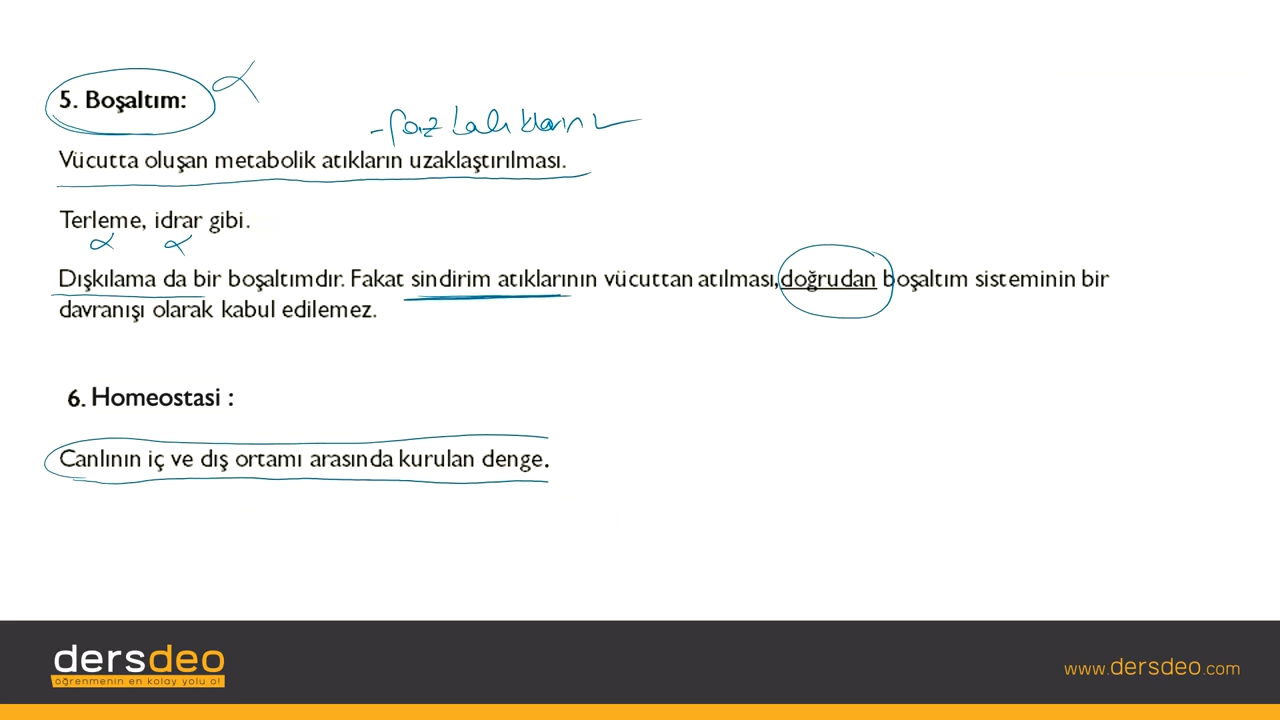 5. Boşaltım:
- fazlalıkların
Vücutta oluşan metabolik atıkların uzaklaştırılması.
Terleme, idrar gibi.
Dışkılama da bir boşaltımdır. Fakat sindirim atıklarının vücuttan atılması, doğrudan boşaltım sisteminin bir
davranışı olarak kabul edilemez.
6. Homeostasi :
Canlının iç ve dış ortamı arasında kurulan denge.
dersdeo
öğrenmenin en kolay yolu o!
www.dersdeo.com